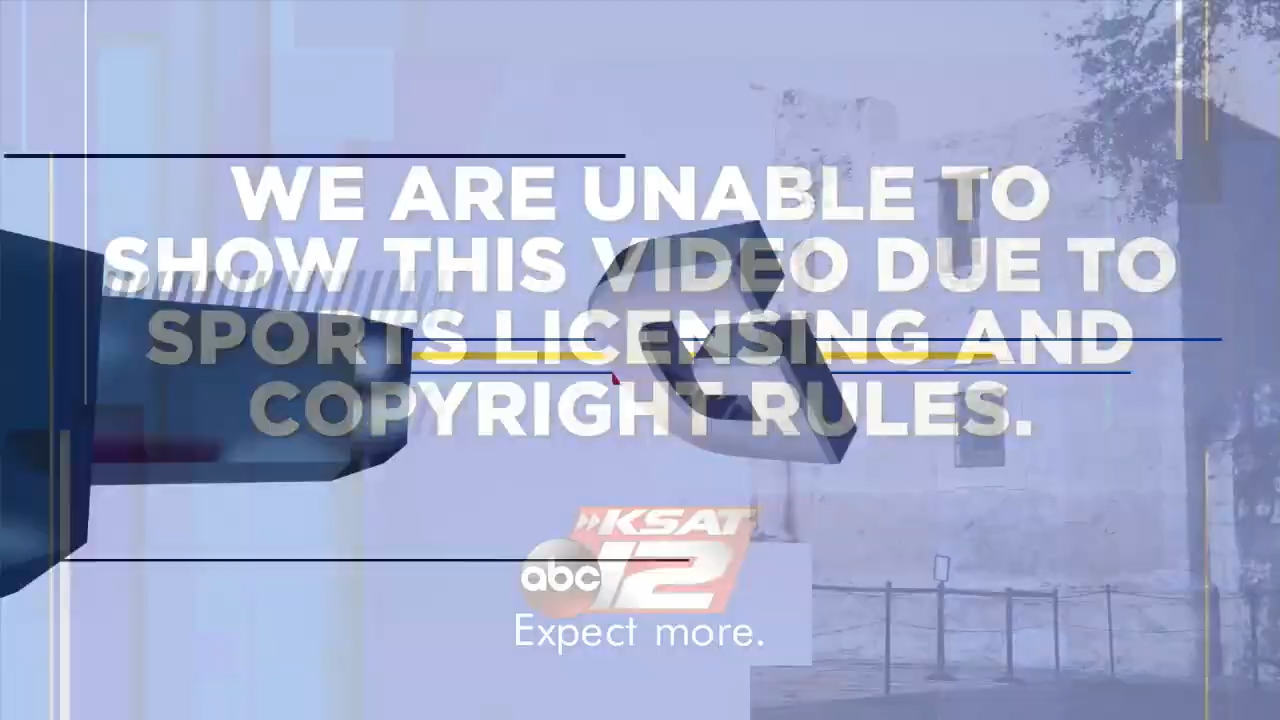 WE ARE UNABLE TO
SHOW THIS VIDEO DUE TO
SPORTS LICENSING AND
COPYRIGHT RULES.
KSAT
abc 12
Expect more.